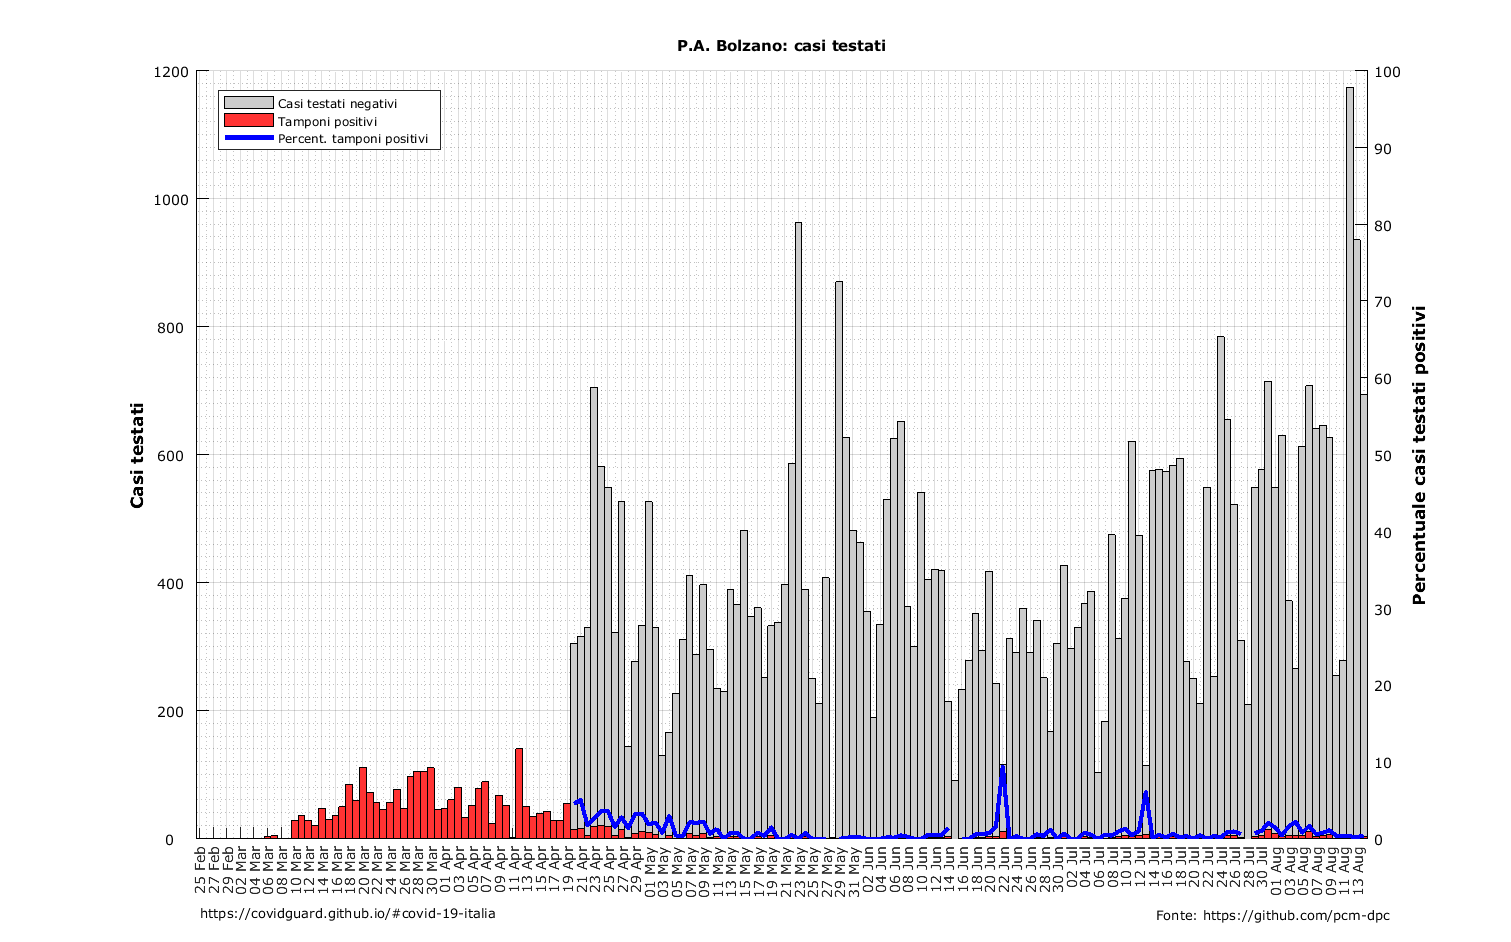 P.A. Bolzano: casi testati
1200
1000
800
600
400
200
0
100
90
80
70
60
50
40
30
20
10
0
Casi testati negativi
Tamponi positivi
Percent. tamponi positivi
Casi testati
Percentuale casi testati positivi
25 Feb
27 Feb
29 Feb
02 Mar
04 Mar
06 Mar
08 Mar
10 Mar
12 Mar
14 Mar
16 Mar
18 Mar
20 Mar
22 Mar
24 Mar
26 Mar
28 Mar
30 Mar
01 Apr
03 Apr
05 Apr
07 Apr
09 Apr
11 Apr
13 Apr
15 Apr
17 Apr
19 Apr
21 Apr
23 Apr
25 Apr
27 Apr
29 Apr
01 May
03 May
05 May
07 May
09 May
11 May
13 May
15 May
17 May
19 May
21 May
23 May
25 May
27 May
29 May
31 May
02 Jun
04 Jun
06 Jun
08 Jun
10 Jun
12 Jun
14 Jun
16 Jun
18 Jun
20 Jun
22 Jun
24 Jun
26 Jun
28 Jun
30 Jun
02 Jul
04 Jul
06 Jul
08 Jul
10 Jul
12 Jul
14 Jul
16 Jul
18 Jul
20 Jul
22 Jul
24 Jul
26 Jul
28 Jul
30 Jul
01 Aug
03 Aug
05 Aug
07 Aug
09 Aug
11 Aug
13 Aug
https://covidguard.github.io/#covid-19-italia
Fonte: https://github.com/pcm-dpc